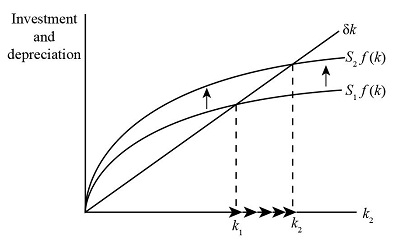 Investment
and
depreciation
δk
S₂ f(k)
S₁ f(k)
k₁
k₂
k₂